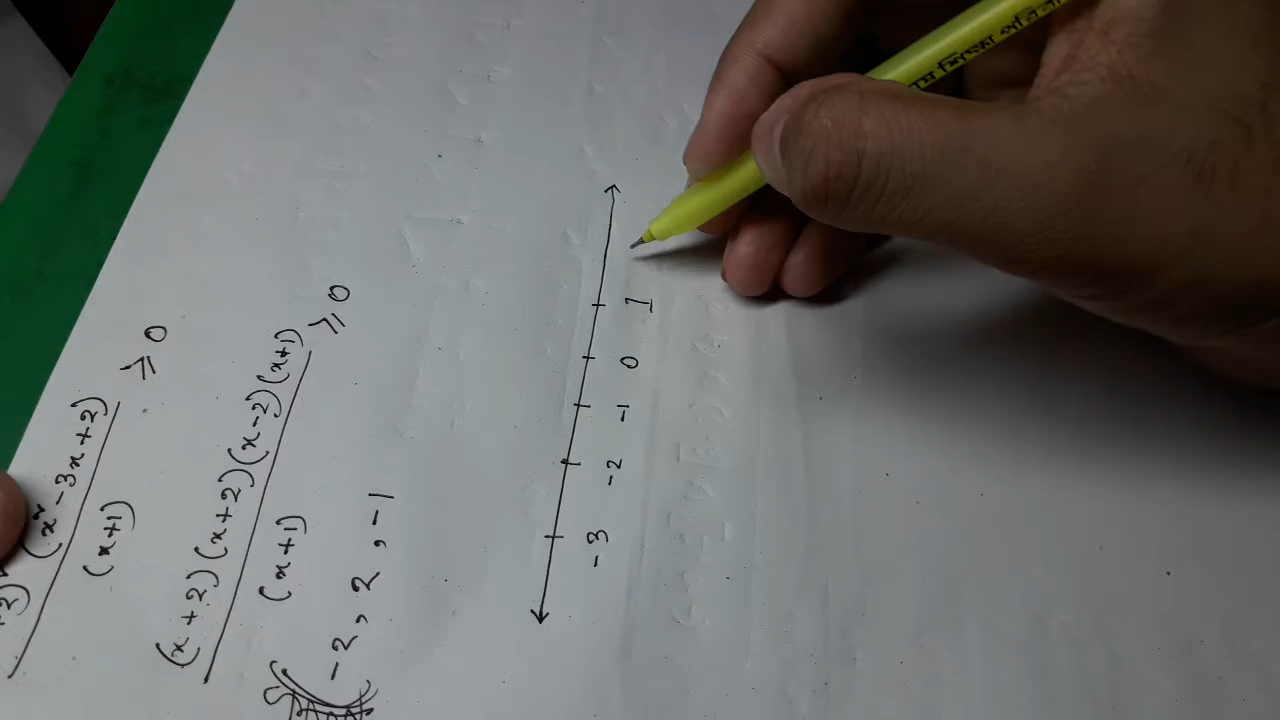 2) (x² - 3x + 2)
(x+1)
≥ 0
(x+2)(x+2)(x-2)(x+1)
(x+1)
≥ 0
-2, 2, -1
-3 -2 -1 0 1